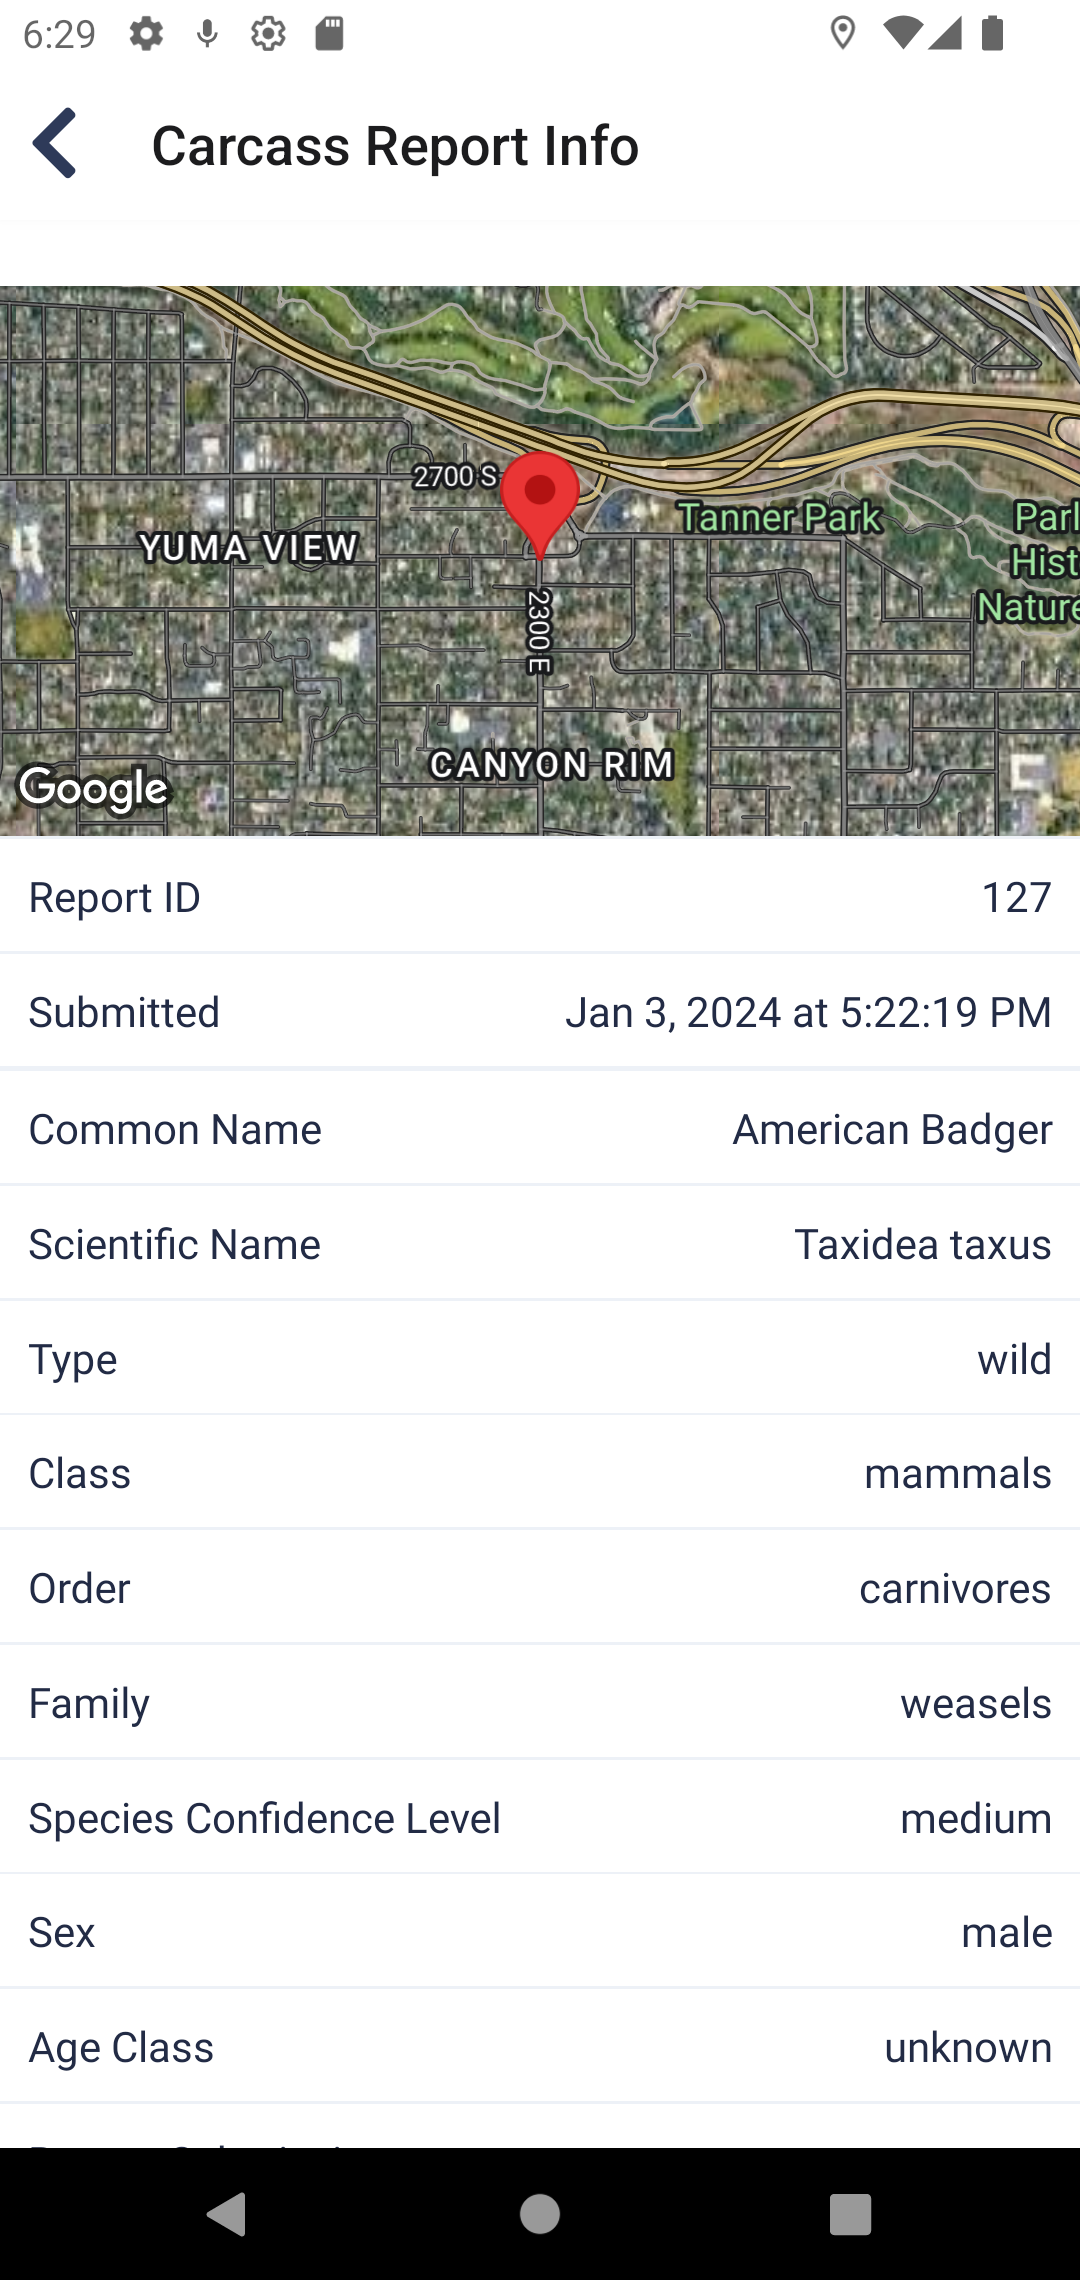 6:29
Carcass Report Info
2700 S
Tanner Park
YUMA VIEW
Hist
Nature
2300 E
CANYON RIM
Google
Report ID 127
Submitted Jan 3, 2024 at 5:22:19 PM
Common Name American Badger
Scientific Name Taxidea taxus
Type wild
Class mammals
Order carnivores
Family weasels
Species Confidence Level medium
Sex male
Age Class unknown